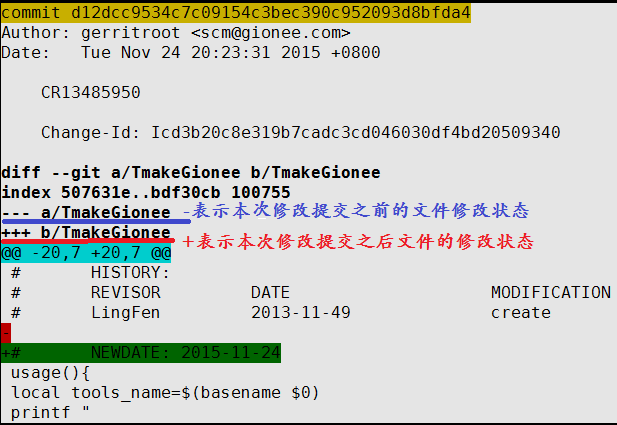 commit d12dcc9534c7c09154c3bec390c952093d8bfda4
Author: gerritroot <scm@gionee.com>
Date:   Tue Nov 24 20:23:31 2015 +0800
CR13485950
Change-Id: Icd3b20c8e319b7cadc3cd046030df4bd20509340
diff --git a/TmakeGionee b/TmakeGionee
index 507631e..bdf30cb 100755
--- a/TmakeGionee -表示本次修改提交之前的文件修改状态
+++ b/TmakeGionee +表示本次修改提交之后文件的修改状态
@@ -20,7 +20,7 @@
 #       HISTORY:
 #       REVISOR         DATE                    MODIFICATION
 #       LingFen         2013-11-49              create
-
+#       NEWDATE: 2015-11-24
 usage(){
 local tools_name=$(basename $0)
 printf "